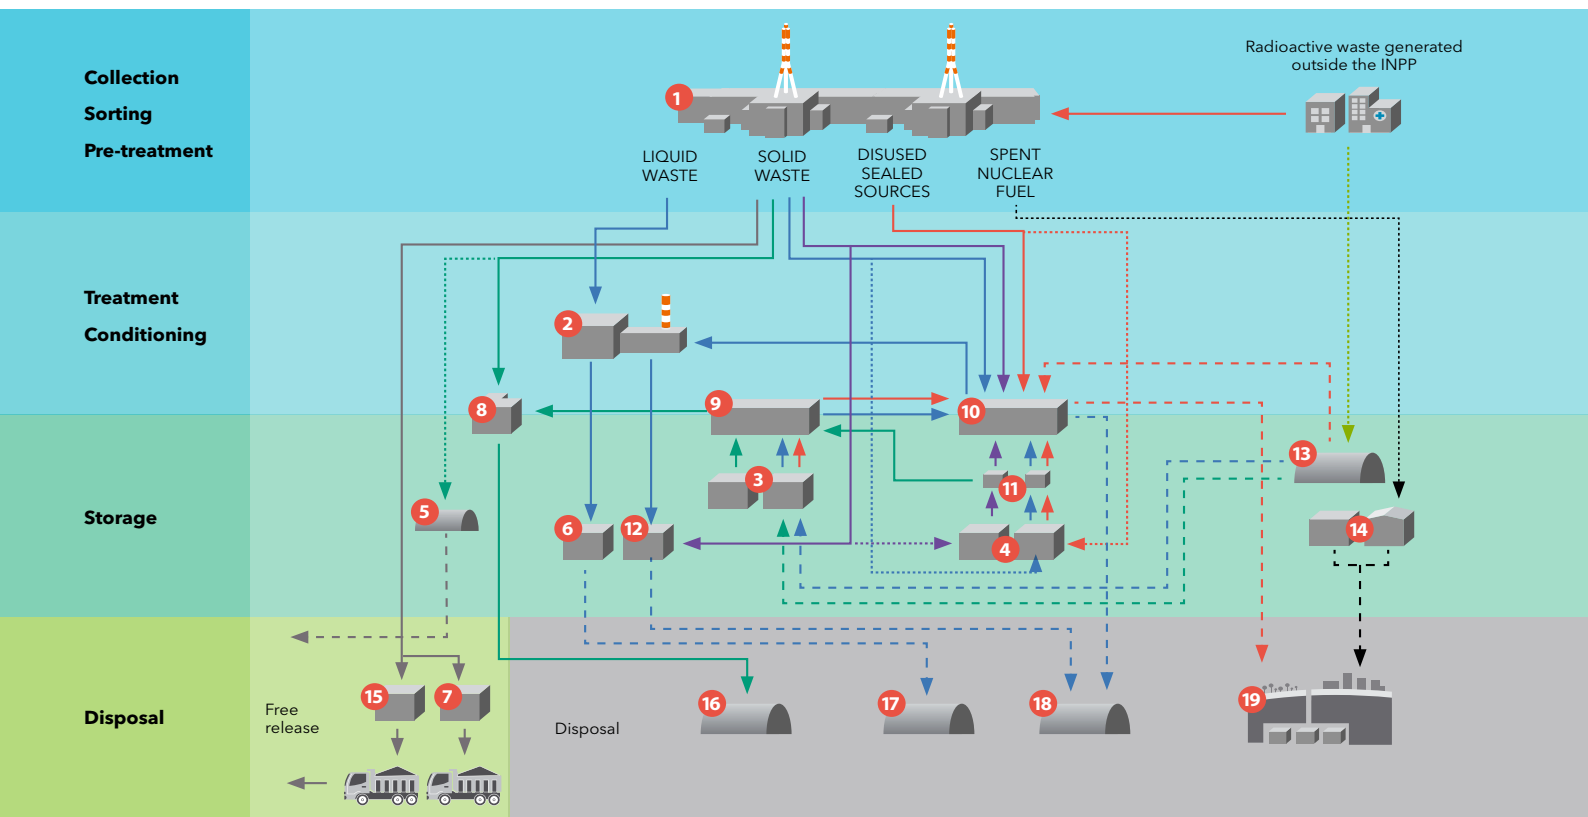 Collection
Sorting
Pre-treatment
Radioactive waste generated
outside the INPP
1
LIQUID
WASTE
SOLID
WASTE
DISUSED
SEALED
SOURCES
SPENT
NUCLEAR
FUEL
Treatment
Conditioning
2
8
9
10
Storage
13
3
11
5
6
12
4
14
Disposal
Free
release
15
7
Disposal
16
17
18
19